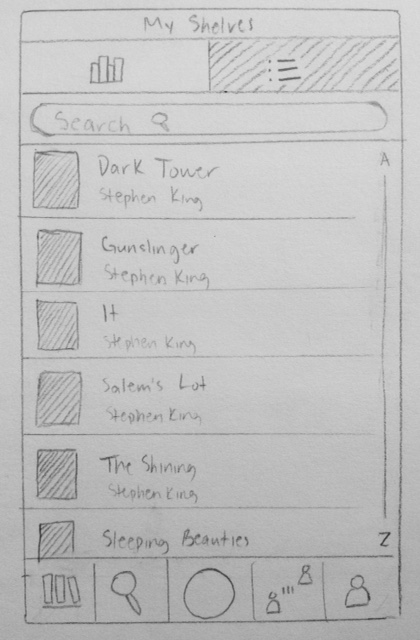 My Shelves
Search
A
Dark Tower
Stephen King
Gunslinger
Stephen King
It
Stephen King
Salem's Lot
Stephen King
The Shining
Stephen King
Sleeping Beauties
Z